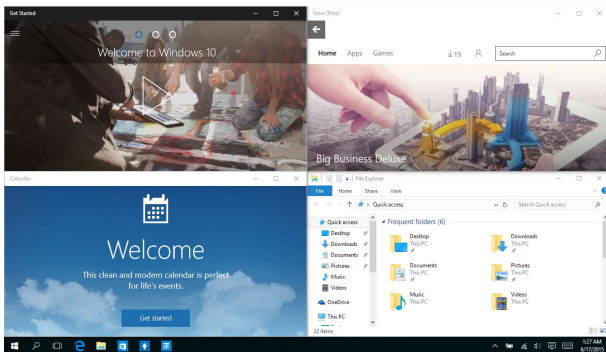 Get Started
Welcome to Windows 10
Store (Beta)
Home Apps Games 19 Search
Big Business Deluxe
Calendar
Welcome
This clean and modern calendar is perfect
for life's events.
Get started
File Explorer
File Home Share View
Quick access Search Quick access
Quick access
Desktop
Downloads
Documents
Pictures
Music
Videos
OneDrive
This PC
Frequent folders (6)
Desktop
This PC
Downloads
This PC
Documents
This PC
Pictures
This PC
Music
This PC
Videos
This PC
22 items
1:27 AM
6/17/2015